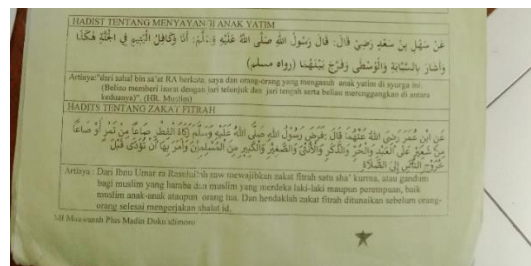 HADIST TENTANG MENYAYANGI ANAK YATIM
عَنْ سَهْلِ بْنِ سَعْدٍ رَضِيَ قَالَ: قَالَ رَسُوْلُ اللهِ صَلَّى اللهُ عَلَيْهِ وَسَلَّمَ: أَنَا وَكَافِلُ الْيَتِيْمِ فِي الْجَنَّةِ هَكَذَا
وَأَشَارَ بِالسَّبَّابَةِ وَالْوُسْطَى وَفَرَّجَ بَيْنَهُمَا (رواه مسلم)
Artinya:"dari sahal bin sa'at RA berkata, saya dan orang-orang yang mengasuh anak yatim di syurga ini.
(Beliau memberi isarat dengan jari telunjuk dan jari tengah serta beliau merenggangkan di antara
keduanya)". (HR. Muslim)
HADITS TENTANG ZAKAT FITRAH
عَنِ ابْنِ عُمَرَ رَضِيَ اللهُ عَنْهُمَا قَالَ فَرَضَ رَسُوْلُ اللهِ صَلَّى اللهُ عَلَيْهِ وَسَلَّمَ زَكَاةَ الْفِطْرِ صَاعًا مِنْ تَمْرٍ أَوْ صَاعًا
مِنْ شَعِيْرٍ عَلَى الْعَبْدِ وَالْحُرِّ وَالذَّكَرِ وَالْأُنْثَى وَالصَّغِيْرِ وَالْكَبِيْرِ مِنَ الْمُسْلِمِيْنَ وَأَمَرَ بِهَا أَنْ تُؤَدَّى قَبْلَ
خُرُوْجِ النَّاسِ إِلَى الصَّلَاةِ
Artinya : Dari Ibnu Umar ra Rasulullah saw mewajibkan zakat fitrah satu sha' kurma, atau gandum
bagi muslim yang hamba dan muslim yang merdeka laki-laki maupun perempuan, baik
muslim anak-anak ataupun orang tua. Dan hendaklah zakat fitrah ditunaikan sebelum orang-
orang selesai mengerjakan shalat id.
MI Plus Madin